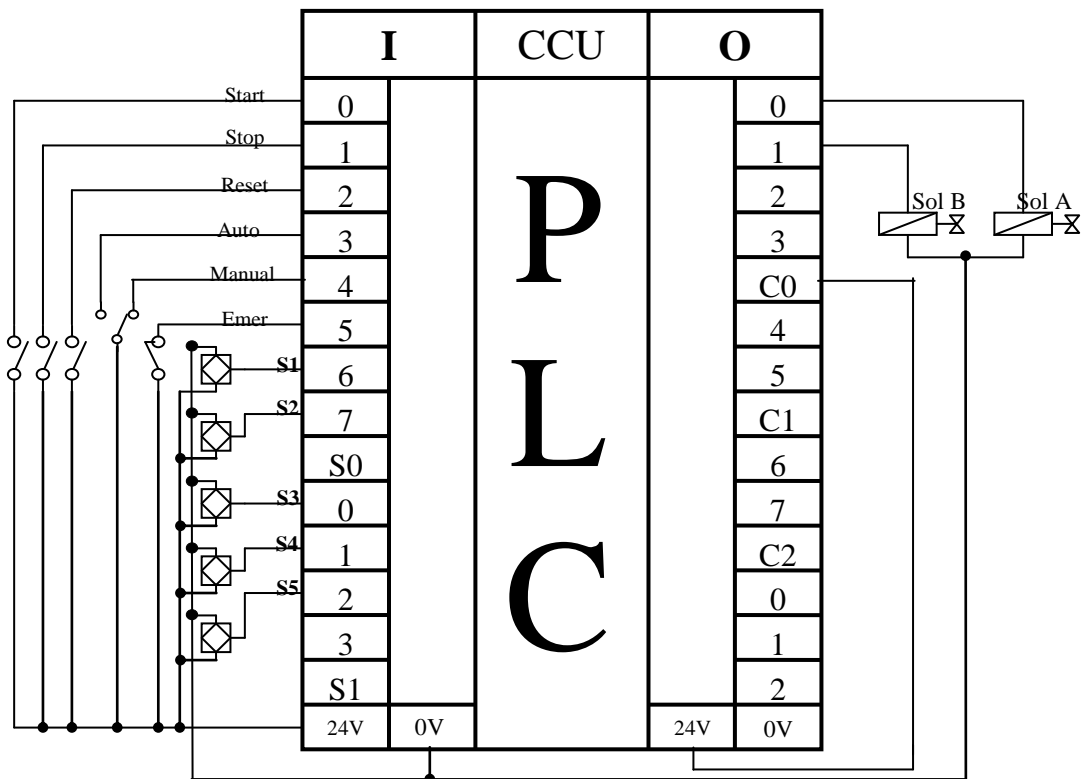 I CCU O
Start 0 0
Stop 1 1
Reset 2 2
Sol B Sol A
Auto 3 3
Manual 4 C0
Emer 5 4
S1 6 5
S2 7 C1
S0 6
S3 0 7
S4 1 C2
S5 2 0
3 1
S1 2
24V 0V 24V 0V
P
L
C